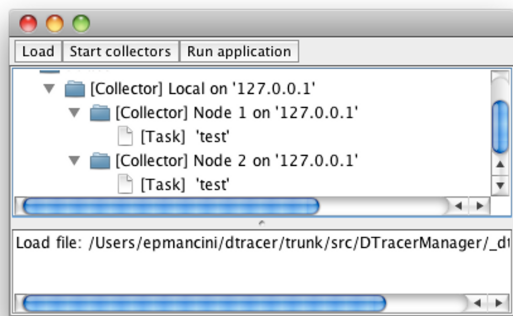 Load Start collectors Run application
[Collector] Local on '127.0.0.1'
[Collector] Node 1 on '127.0.0.1'
[Task] 'test'
[Collector] Node 2 on '127.0.0.1'
[Task] 'test'
Load file: /Users/epmancini/dtracer/trunk/src/DTracerManager/_dt